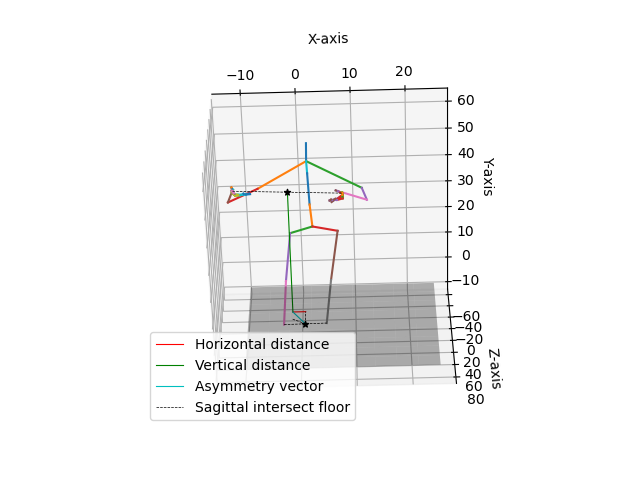 X-axis
−10 0 10 20
60
50
40
Y-axis
30
20
10
0
−10
−60
−40
−20
0
20
40
60
80
Z-axis
Horizontal distance
Vertical distance
Asymmetry vector
Sagittal intersect floor